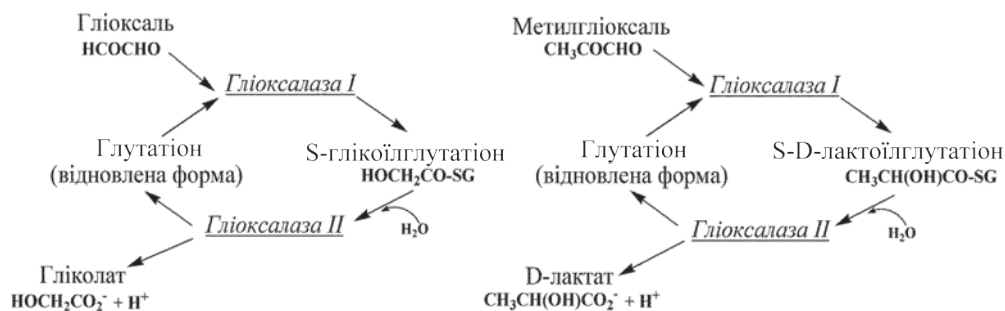 Гліоксаль
HCOCHO
Гліоксалаза I
Глутатіон
(відновлена форма)
S-глікоїлглутатіон
HOCH₂CO-SG
Гліоксалаза II
H₂O
Гліколат
HOCH₂CO₂⁻ + H⁺
Метилгліоксаль
CH₃COCHO
Гліоксалаза I
Глутатіон
(відновлена форма)
S-D-лактоїлглутатіон
CH₃CH(OH)CO-SG
Гліоксалаза II
H₂O
D-лактат
CH₃CH(OH)CO₂⁻ + H⁺